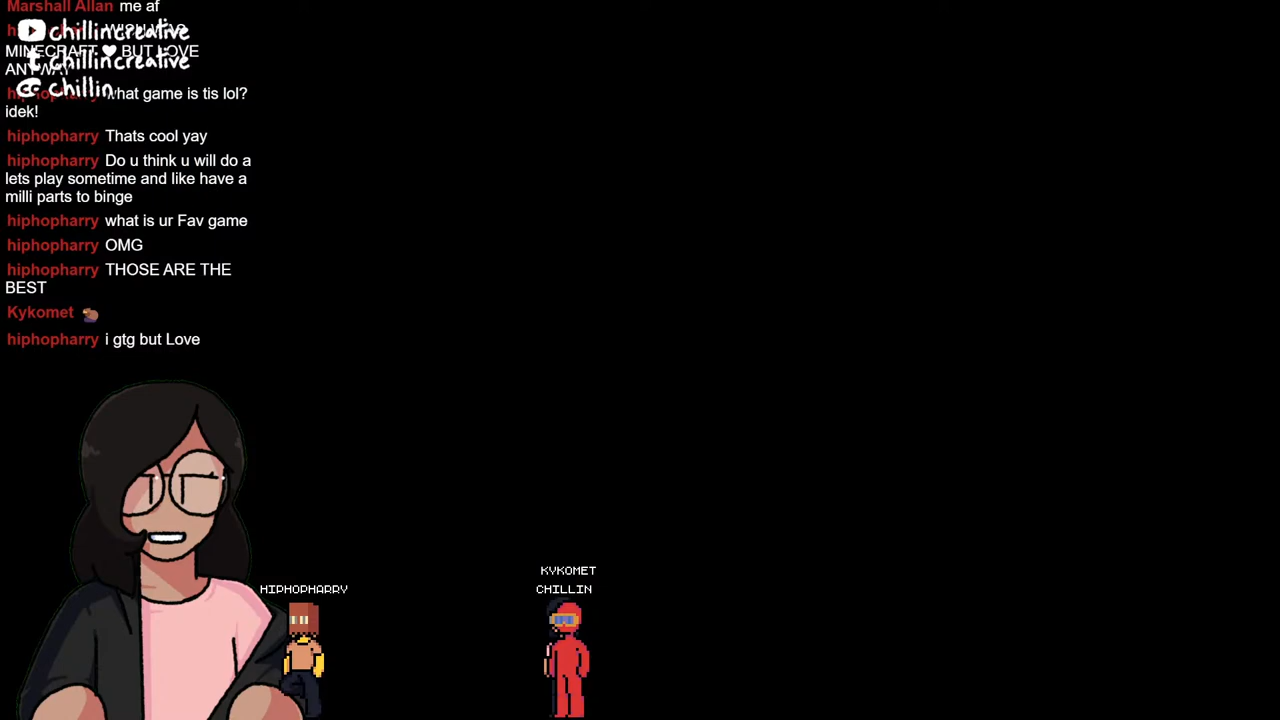 Marshall Allan me af
chillincreative
MINECRAFT ❤ BUT LOVE
chillincreative
ANYWAY
chillin
what game is tis lol?
idek!
hiphopharry Thats cool yay
hiphopharry Do u think u will do a
lets play sometime and like have a
milli parts to binge
hiphopharry what is ur Fav game
hiphopharry OMG
hiphopharry THOSE ARE THE
BEST
Kykomet
hiphopharry i gtg but Love
KYKOMET
HIPHOPHARRY
CHILLIN